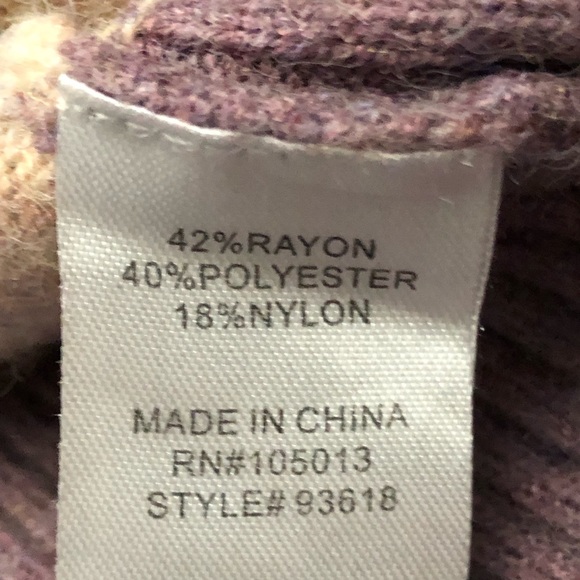 42%RAYON
40%POLYESTER
18%NYLON
MADE IN CHINA
RN#105013
STYLE# 93618